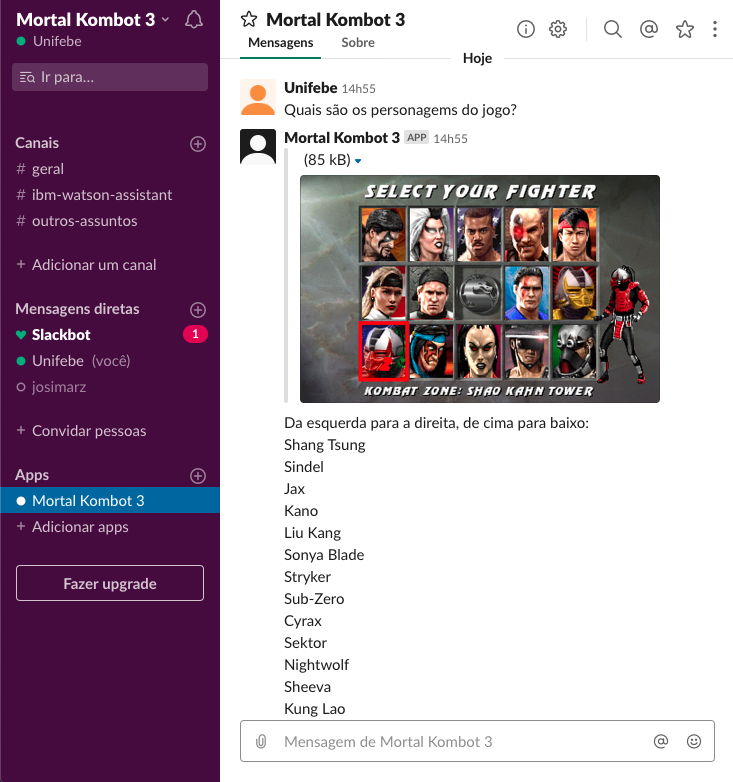 Mortal Kombot 3
Unifebe
Ir para...
Canais
# geral
# ibm-watson-assistant
# outros-assuntos
+ Adicionar um canal
Mensagens diretas
Slackbot 1
Unifebe (você)
josimarz
+ Convidar pessoas
Apps
Mortal Kombot 3
+ Adicionar apps
Fazer upgrade
Mortal Kombot 3
Mensagens Sobre
Hoje
Unifebe 14h55
Quais são os personagems do jogo?
Mortal Kombot 3 APP 14h55
(85 kB)
SELECT YOUR FIGHTER
KOMBAT ZONE: SHAO KAHN TOWER
Da esquerda para a direita, de cima para baixo:
Shang Tsung
Sindel
Jax
Kano
Liu Kang
Sonya Blade
Stryker
Sub-Zero
Cyrax
Sektor
Nightwolf
Sheeva
Kung Lao
Mensagem de Mortal Kombot 3